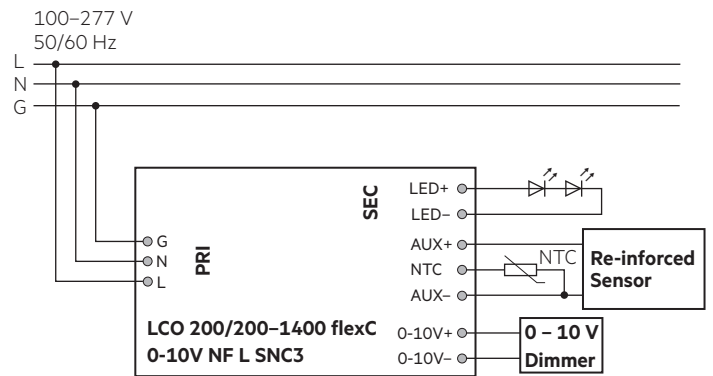 100–277 V
50/60 Hz
L
N
G
SEC
LED+
LED–
AUX+
NTC
NTC
AUX–
Re-inforced
Sensor
G
N
L
PRI
LCO 200/200–1400 flexC
0-10V NF L SNC3
0-10V+
0-10V–
0 – 10 V
Dimmer